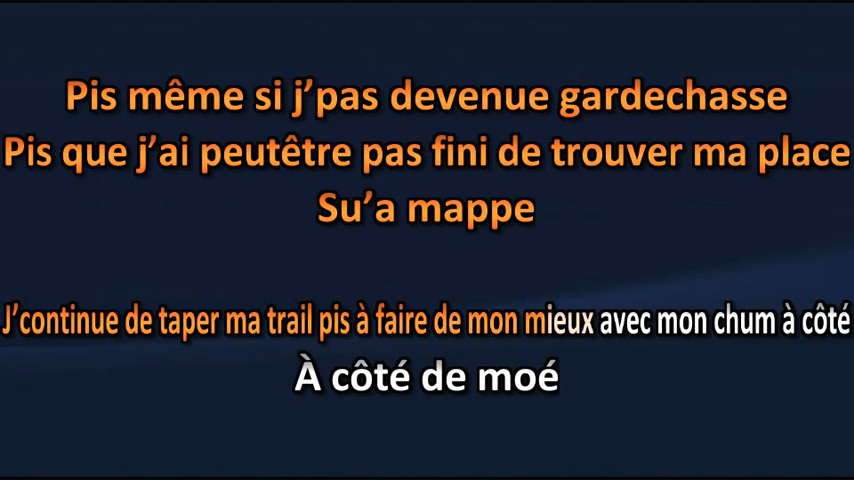 Pis même si j’pas devenue gardechasse
Pis que j’ai peutêtre pas fini de trouver ma place
Su’a mappe
J’continue de taper ma trail pis à faire de mon mieux avec mon chum à côté
À côté de moé